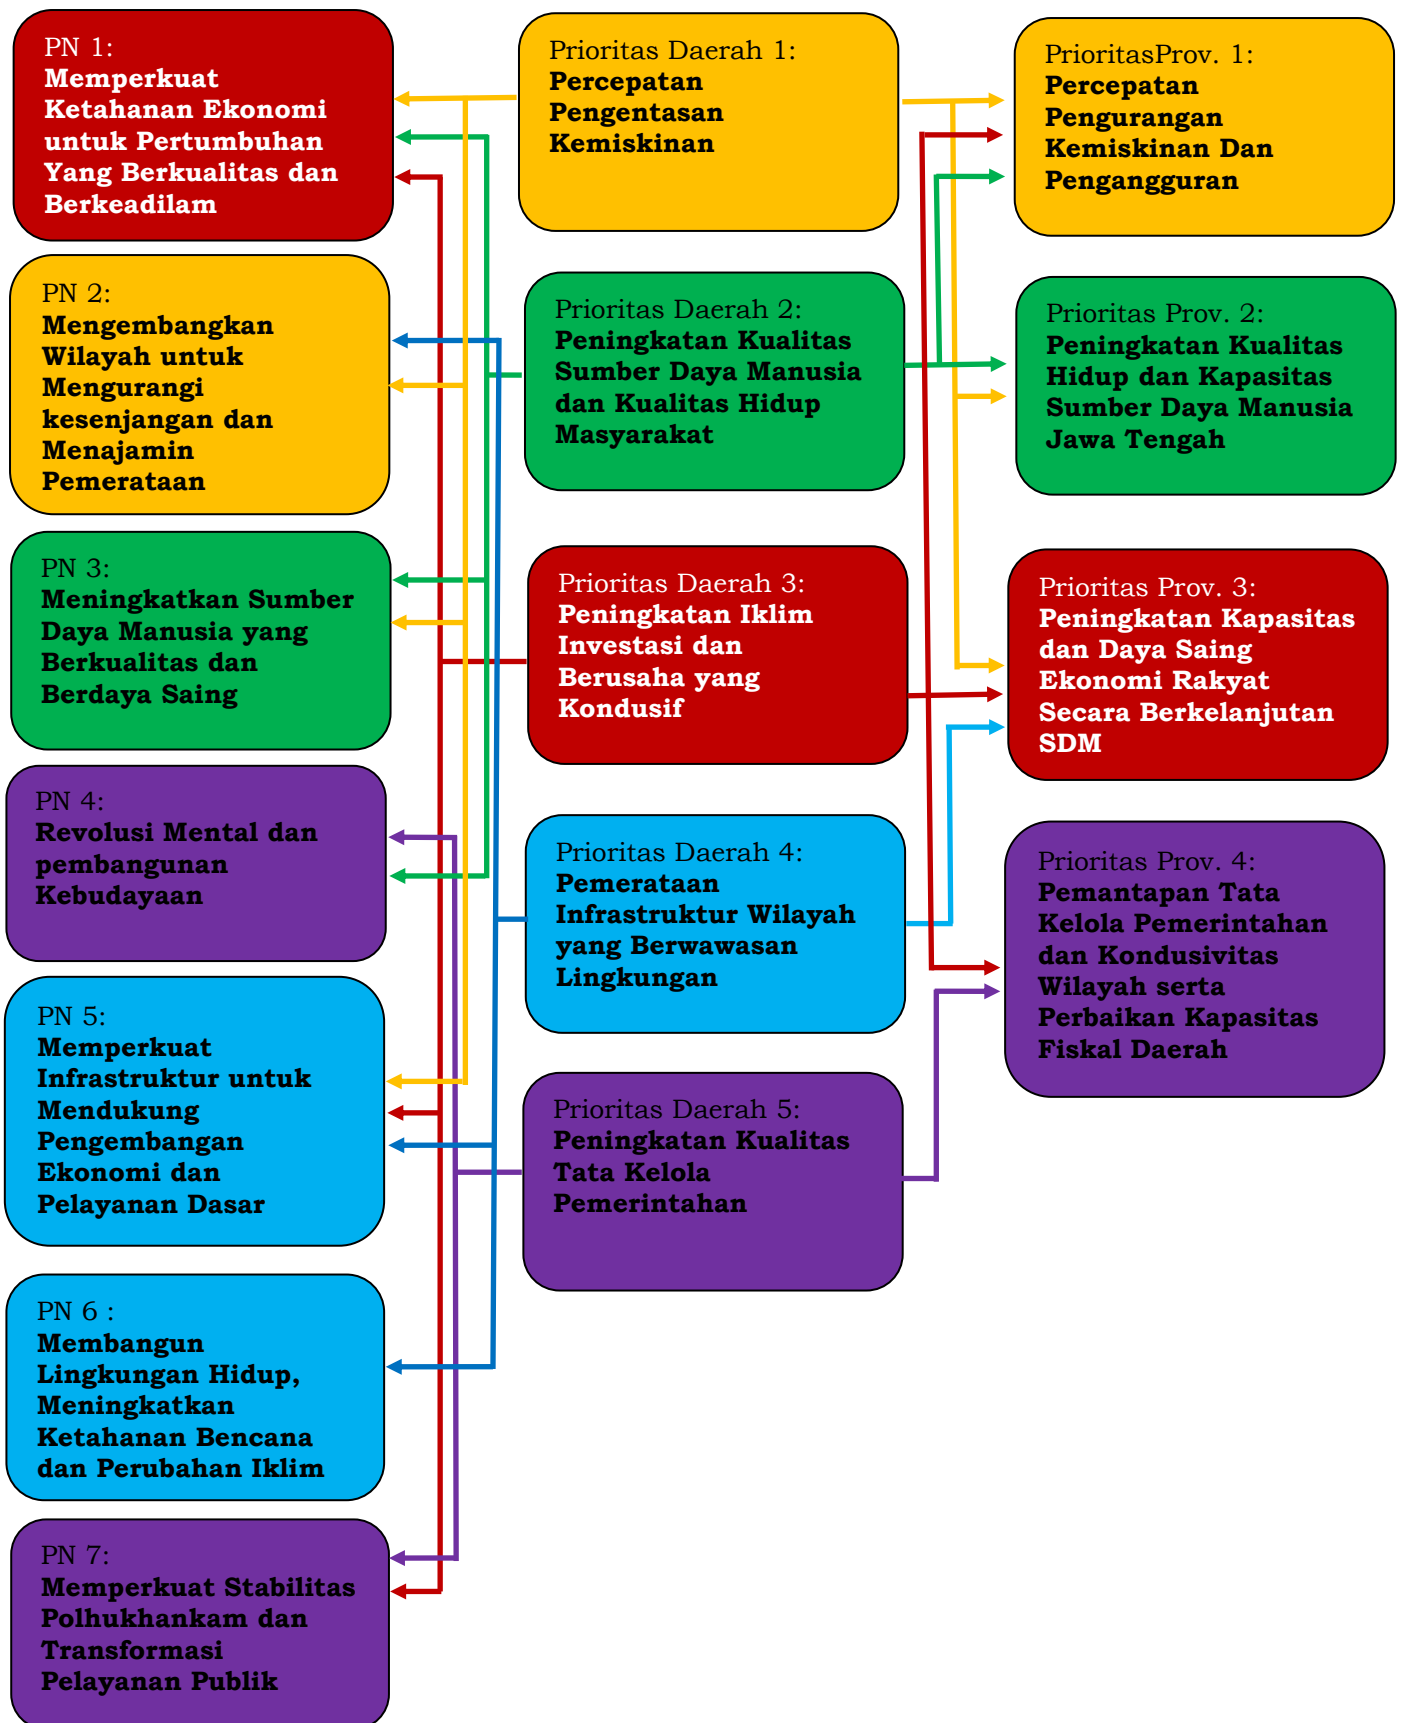 PN 1:
Memperkuat
Ketahanan Ekonomi
untuk Pertumbuhan
Yang Berkualitas dan
Berkeadilam
PN 2:
Mengembangkan
Wilayah untuk
Mengurangi
kesenjangan dan
Menajamin
Pemerataan
PN 3:
Meningkatkan Sumber
Daya Manusia yang
Berkualitas dan
Berdaya Saing
PN 4:
Revolusi Mental dan
pembangunan
Kebudayaan
PN 5:
Memperkuat
Infrastruktur untuk
Mendukung
Pengembangan
Ekonomi dan
Pelayanan Dasar
PN 6 :
Membangun
Lingkungan Hidup,
Meningkatkan
Ketahanan Bencana
dan Perubahan Iklim
PN 7:
Memperkuat Stabilitas
Polhukhankam dan
Transformasi
Pelayanan Publik
Prioritas Daerah 1:
Percepatan
Pengentasan
Kemiskinan
Prioritas Daerah 2:
Peningkatan Kualitas
Sumber Daya Manusia
dan Kualitas Hidup
Masyarakat
Prioritas Daerah 3:
Peningkatan Iklim
Investasi dan
Berusaha yang
Kondusif
Prioritas Daerah 4:
Pemerataan
Infrastruktur Wilayah
yang Berwawasan
Lingkungan
Prioritas Daerah 5:
Peningkatan Kualitas
Tata Kelola
Pemerintahan
PrioritasProv. 1:
Percepatan
Pengurangan
Kemiskinan Dan
Pengangguran
Prioritas Prov. 2:
Peningkatan Kualitas
Hidup dan Kapasitas
Sumber Daya Manusia
Jawa Tengah
Prioritas Prov. 3:
Peningkatan Kapasitas
dan Daya Saing
Ekonomi Rakyat
Secara Berkelanjutan
SDM
Prioritas Prov. 4:
Pemantapan Tata
Kelola Pemerintahan
dan Kondusivitas
Wilayah serta
Perbaikan Kapasitas
Fiskal Daerah